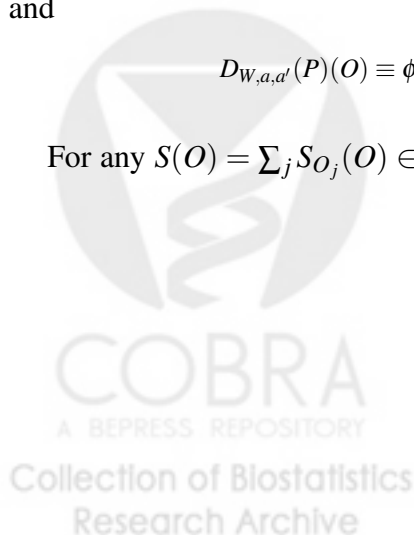 and
D_{W,a,a'}(P)(O) ≡ ϕ
For any S(O) = ∑_j S_{O_j}(O) ∈
COBRA
A BEPRESS REPOSITORY
Collection of Biostatistics
Research Archive